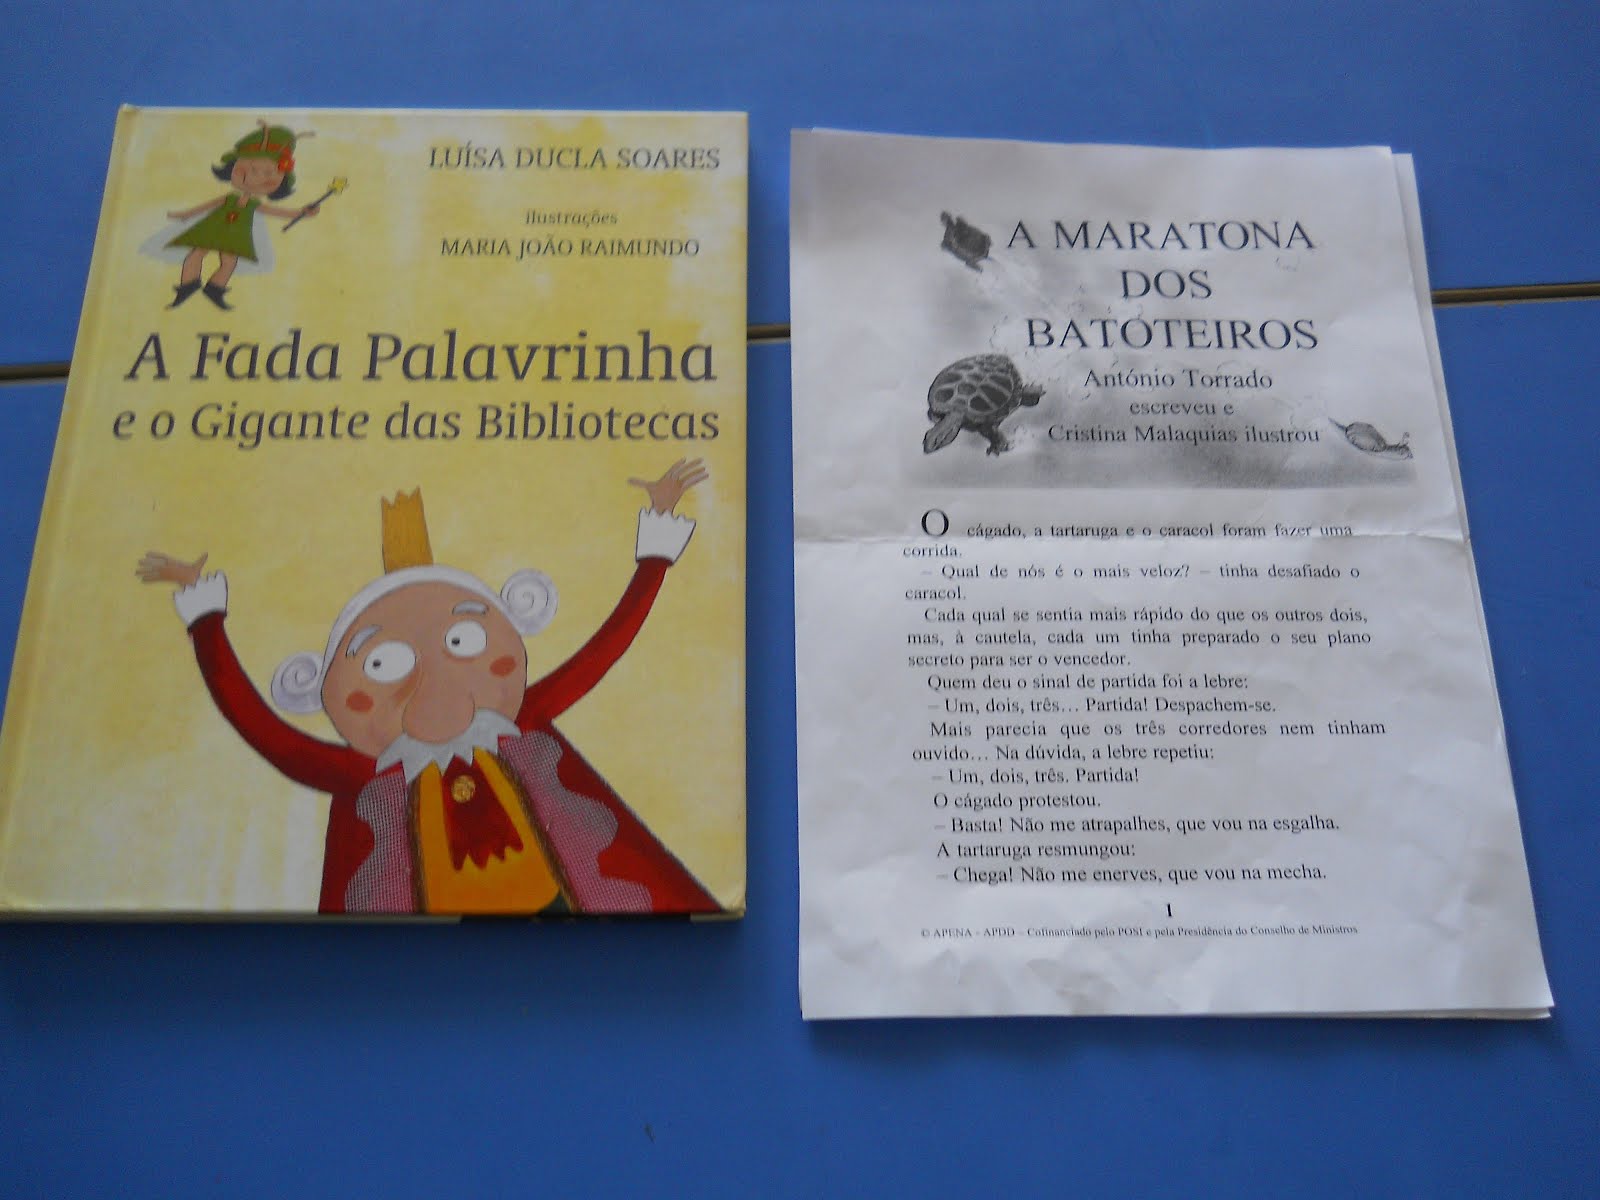 LUÍSA DUCLA SOARES
ilustrações
MARIA JOÃO RAIMUNDO
A Fada Palavrinha
e o Gigante das Bibliotecas
A MARATONA
DOS
BATOTEIROS
António Torrado
escreveu e
Cristina Malaquias ilustrou
O cágado, a tartaruga e o caracol foram fazer uma
corrida.
– Qual de nós é o mais veloz? – tinha desafiado o
caracol.
Cada qual se sentia mais rápido do que os outros dois,
mas, à cautela, cada um tinha preparado o seu plano
secreto para ser o vencedor.
Quem deu o sinal de partida foi a lebre:
– Um, dois, três… Partida! Despachem-se.
Mais parecia que os três corredores nem tinham
ouvido… Na dúvida, a lebre repetiu:
– Um, dois, três. Partida!
O cágado protestou.
– Basta! Não me atrapalhes, que vou na esgalha.
A tartaruga resmungou:
– Chega! Não me enerves, que vou na mecha.
1
© APENA - APDD – Cofinanciado pelo POSI e pela Presidência do Conselho de Ministros